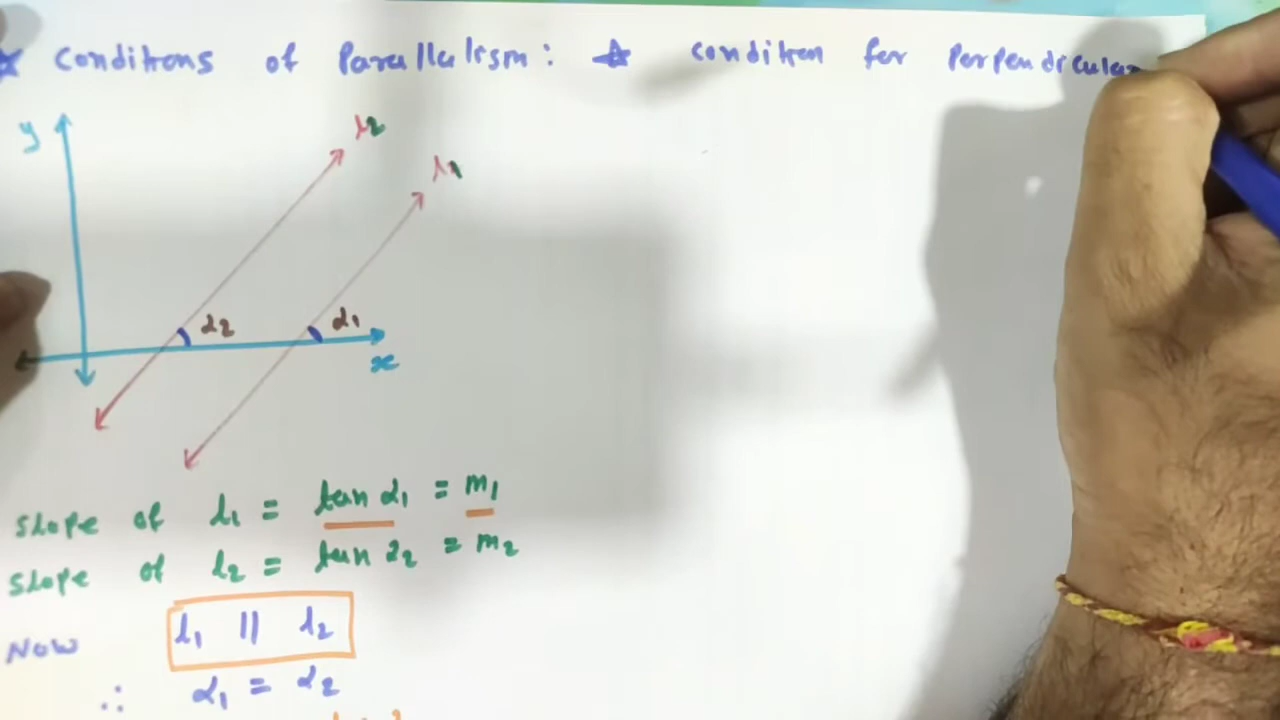 ★ Conditions of Parallalism: ★ condition for Perpendicular
y
l2
l1
α2
α1
x
Slope of l1 = tan α1 = m1
Slope of l2 = tan α2 = m2
Now l1 || l2
∴ α1 = α2